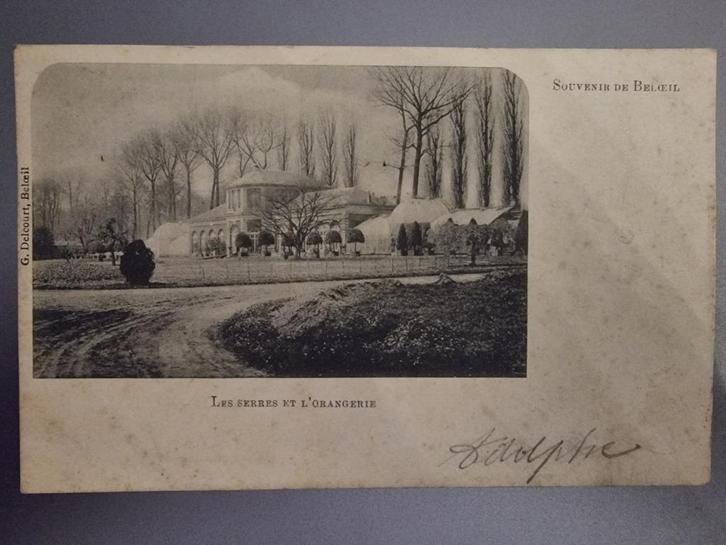 Souvenir de Belœil
G. Delcourt, Belœil
Les serres et l'orangerie
Adolphe